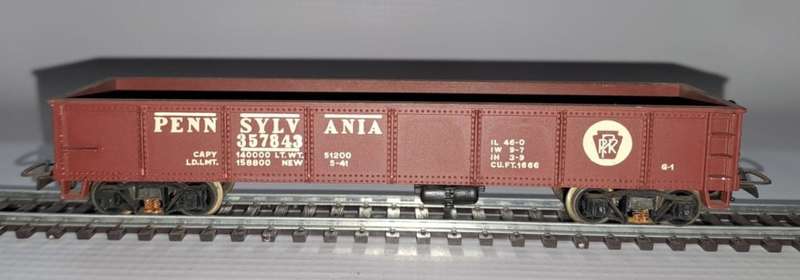 PENN SYLV ANIA
357843
CAPY 140000 LT. WT. 51200
LD.LMT. 158800 NEW 5-41
IL 46-0
IW 9-7
IH 3-9
CU.FT.1666
PRR
G-1